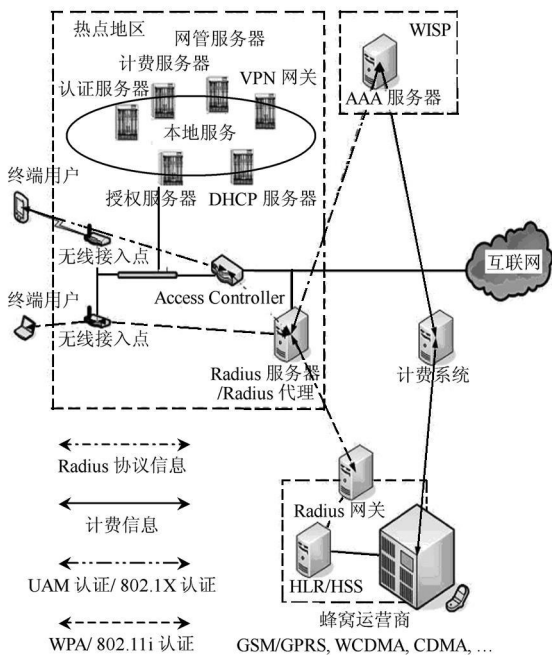 热点地区
网管服务器
计费服务器
认证服务器
VPN 网关
本地服务
授权服务器
DHCP 服务器
WISP
AAA 服务器
终端用户
无线接入点
Access Controller
互联网
终端用户
无线接入点
Radius 服务器
/Radius 代理
计费系统
Radius 协议信息
计费信息
UAM 认证/ 802.1X 认证
WPA/ 802.11i 认证
Radius 网关
HLR/HSS
蜂窝运营商
GSM/GPRS, WCDMA, CDMA, …